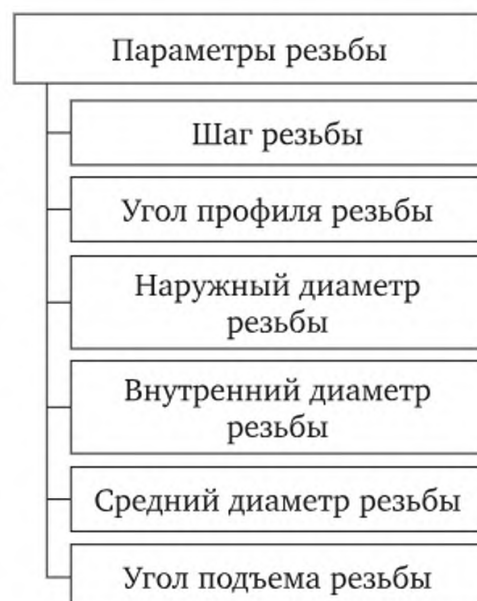 Параметры резьбы
Шаг резьбы
Угол профиля резьбы
Наружный диаметр
резьбы
Внутренний диаметр
резьбы
Средний диаметр резьбы
Угол подъема резьбы